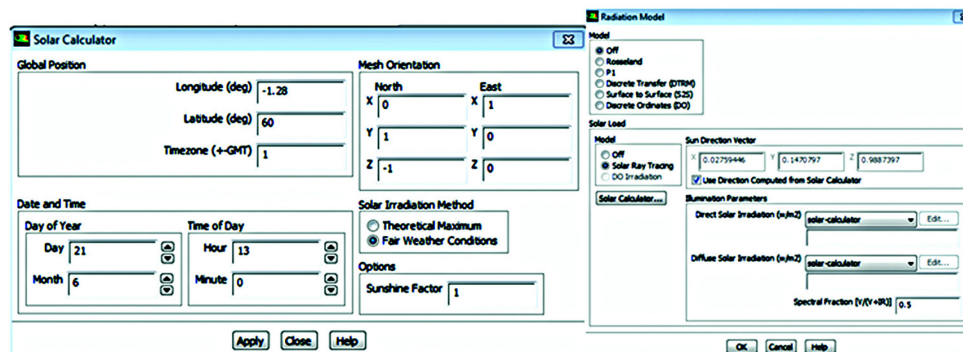 Solar Calculator
Global Position
Longitude (deg) -1.28
Latitude (deg) 60
Timezone (+-GMT) 1
Mesh Orientation
North East
X 0 X 1
Y 1 Y 0
Z -1 Z 0
Date and Time
Day of Year Time of Day
Day 21 Hour 13
Month 6 Minute 0
Solar Irradiation Method
Theoretical Maximum
Fair Weather Conditions
Options
Sunshine Factor 1
Apply Close Help
Radiation Model
Model
Off
Rosseland
P1
Discrete Transfer (DTRM)
Surface to Surface (S2S)
Discrete Ordinates (DO)
Solar Load
Model
Off
Solar Ray Tracing
DO Irradiation
Solar Calculator...
Sun Direction Vector
X 0.02759446 Y 0.1470797 Z 0.9887397
Use Direction Computed from Solar Calculator
Illumination Parameters
Direct Solar Irradiation (w/m2) solar-calculator Edit...
Diffuse Solar Irradiation (w/m2) solar-calculator Edit...
Spectral Fraction [V/(V+IR)] 0.5
OK Cancel Help